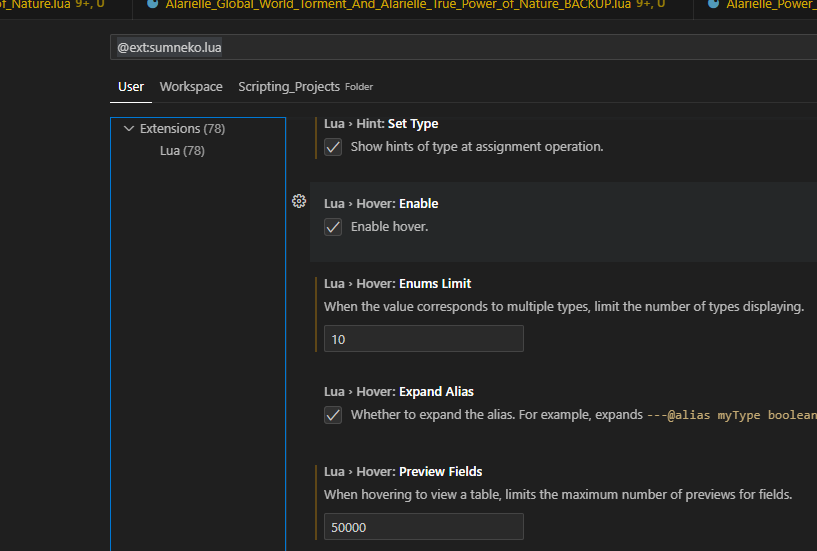 of_Nature.lua 9+, U
Alarielle_Global_World_Torment_And_Alarielle_True_Power_of_Nature_BACKUP.lua 9+, U
Alarielle_Power_
@ext:sumneko.lua
User Workspace Scripting_Projects Folder
Extensions (78)
Lua (78)
Lua › Hint: Set Type
Show hints of type at assignment operation.
Lua › Hover: Enable
Enable hover.
Lua › Hover: Enums Limit
When the value corresponds to multiple types, limit the number of types displaying.
10
Lua › Hover: Expand Alias
Whether to expand the alias. For example, expands ---@alias myType boolean
Lua › Hover: Preview Fields
When hovering to view a table, limits the maximum number of previews for fields.
50000